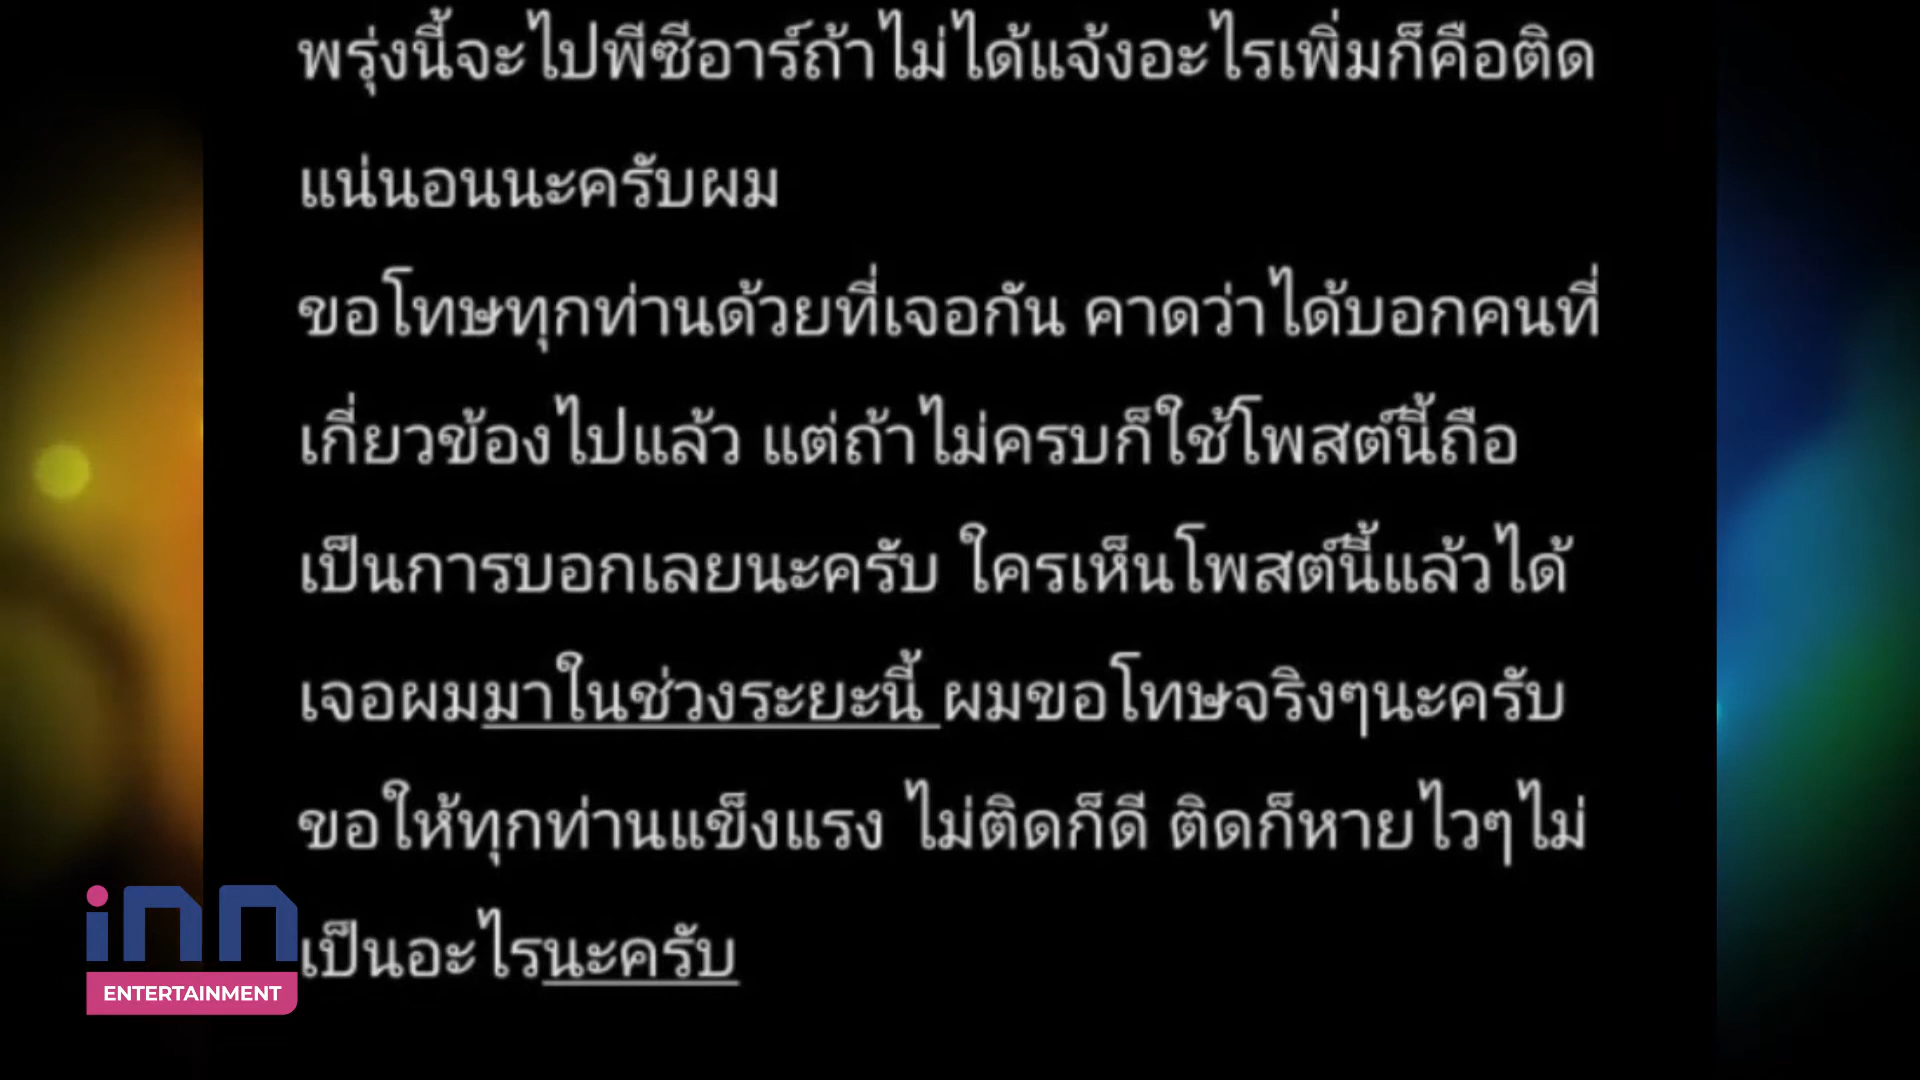 พรุ่งนี้จะไปพีซีอาร์ถ้าไม่ได้แจ้งอะไรเพิ่มก็คือติด
แน่นอนนะครับผม
ขอโทษทุกท่านด้วยที่เจอกัน คาดว่าได้บอกคนที่
เกี่ยวข้องไปแล้ว แต่ถ้าไม่ครบก็ใช้โพสต์นี้ถือ
เป็นการบอกเลยนะครับ ใครเห็นโพสต์นี้แล้วได้
เจอผมมาในช่วงระยะนี้ ผมขอโทษจริงๆนะครับ
ขอให้ทุกท่านแข็งแรง ไม่ติดก็ดี ติดก็หายไวๆไม่
เป็นอะไรนะครับ
inn
ENTERTAINMENT